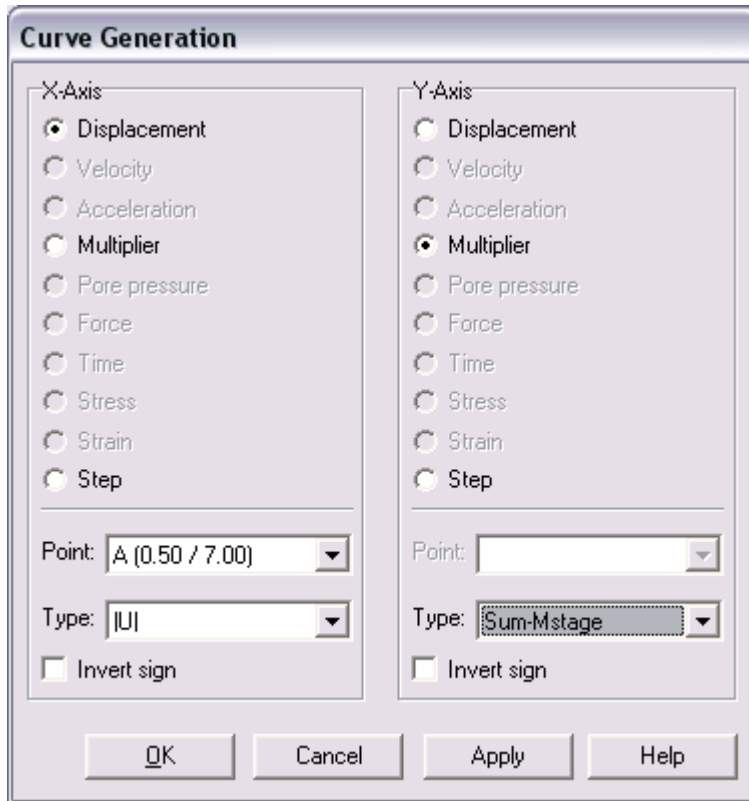 Curve Generation
X-Axis
Displacement
Velocity
Acceleration
Multiplier
Pore pressure
Force
Time
Stress
Strain
Step
Point: A (0.50 / 7.00)
Type: |U|
Invert sign
Y-Axis
Displacement
Velocity
Acceleration
Multiplier
Pore pressure
Force
Time
Stress
Strain
Step
Point:
Type: Sum-Mstage
Invert sign
OK Cancel Apply Help